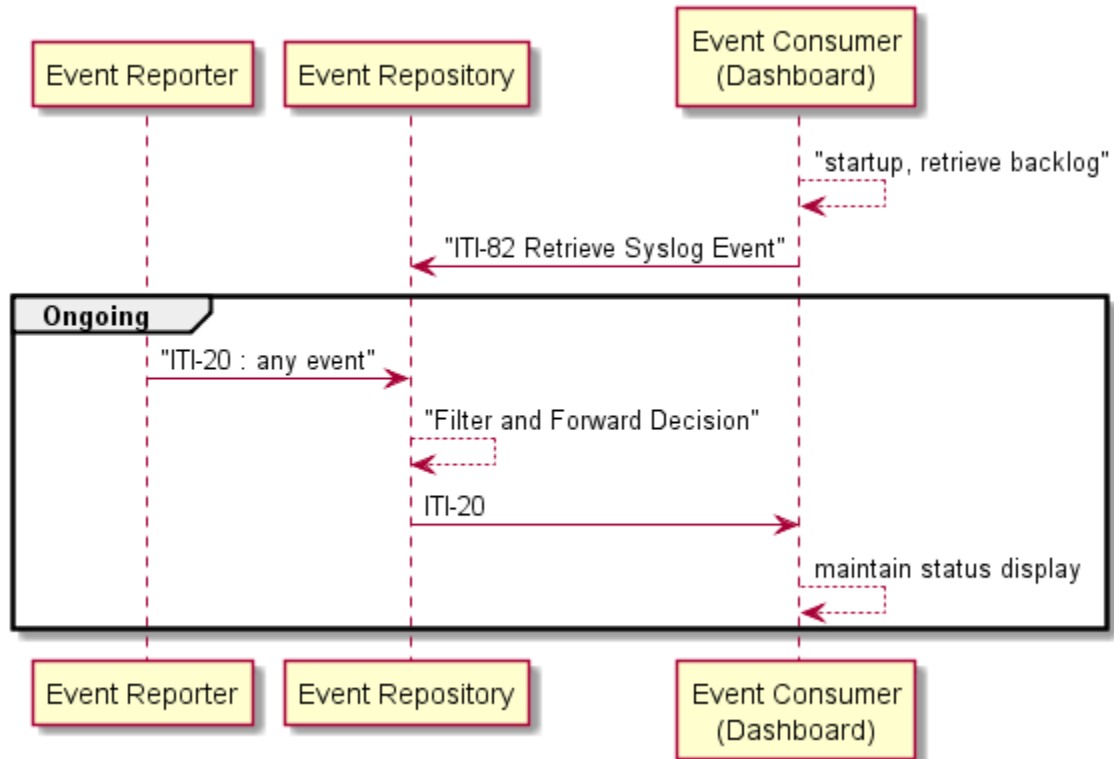 Event Reporter
Event Repository
Event Consumer
(Dashboard)
"startup, retrieve backlog"
"ITI-82 Retrieve Syslog Event"
Ongoing
"ITI-20 : any event"
"Filter and Forward Decision"
ITI-20
maintain status display
Event Reporter
Event Repository
Event Consumer
(Dashboard)